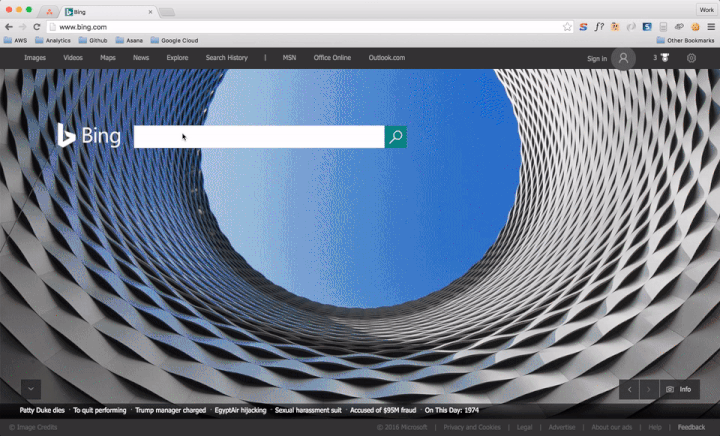 Bing
Work
www.bing.com
f?
AWS Analytics Github Asana Google Cloud Other Bookmarks
Images Videos Maps News Explore Search History | MSN Office Online Outlook.com Sign in 3
Bing
Info
Patty Duke dies · To quit performing · Trump manager charged · EgyptAir hijacking · Sexual harassment suit · Accused of $95M fraud · On This Day: 1974
© Image Credits © 2016 Microsoft | Privacy and Cookies | Legal | Advertise | About our ads | Help | Feedback